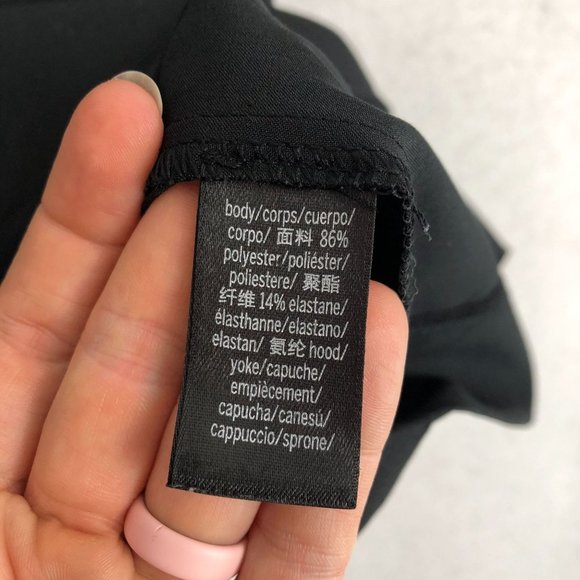 body/corps/cuerpo/
corpo/ 面料 86%
polyester/poliéster/
poliestere/ 聚酯
纤维 14% elastane/
élasthanne/elastano/
elastan/ 氨纶 hood/
yoke/capuche/
empiècement/
capucha/canesú/
cappuccio/sprone/